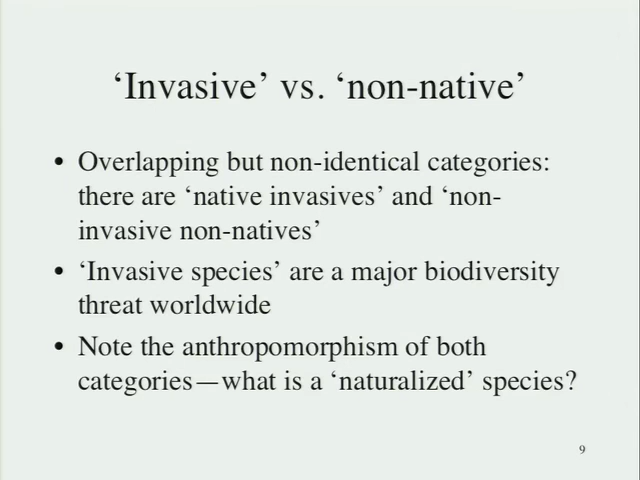 ‘Invasive’ vs. ‘non-native’
• Overlapping but non-identical categories:
there are ‘native invasives’ and ‘non-
invasive non-natives’
• ‘Invasive species’ are a major biodiversity
threat worldwide
• Note the anthropomorphism of both
categories—what is a ‘naturalized’ species?
9